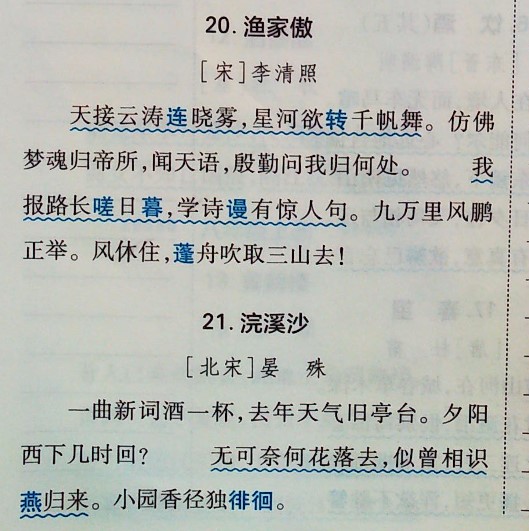 20. 渔家傲
[宋]李清照
天接云涛连晓雾,星河欲转千帆舞。仿佛
梦魂归帝所,闻天语,殷勤问我归何处。 我
报路长嗟日暮,学诗谩有惊人句。九万里风鹏
正举。风休住,蓬舟吹取三山去!
21. 浣溪沙
[北宋]晏 殊
一曲新词酒一杯,去年天气旧亭台。夕阳
西下几时回? 无可奈何花落去,似曾相识
燕归来。小园香径独徘徊。